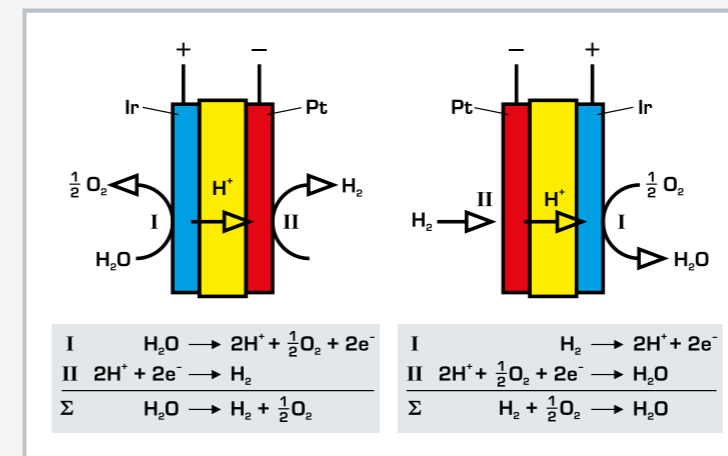 + −
Ir Pt
½ O₂ H⁺ H₂
I II
H₂O
I H₂O → 2H⁺ + ½O₂ + 2e⁻
II 2H⁺ + 2e⁻ → H₂
Σ H₂O → H₂ + ½O₂
− +
Pt Ir
II H⁺ ½ O₂
H₂ I
H₂O
I H₂ → 2H⁺ + 2e⁻
II 2H⁺ + ½O₂ + 2e⁻ → H₂O
Σ H₂ + ½O₂ → H₂O